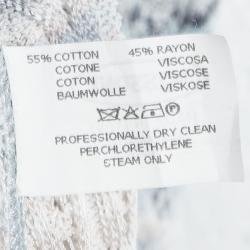 55% COTTON 45% RAYON
COTONE VISCOSA
COTON VISCOSE
BAUMWOLLE VISKOSE
PROFESSIONALLY DRY CLEAN
PERCHLORETHYLENE
STEAM ONLY